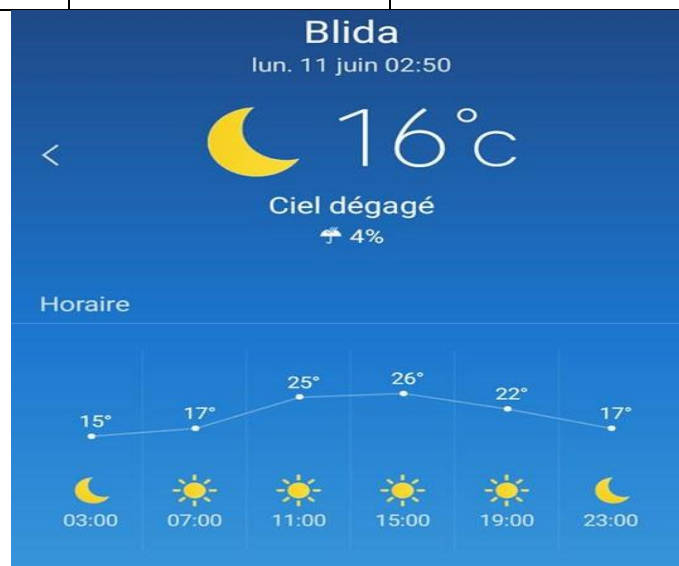 Blida
lun. 11 juin 02:50
16°c
Ciel dégagé
4%
Horaire
15° 17° 25° 26° 22° 17°
03:00 07:00 11:00 15:00 19:00 23:00